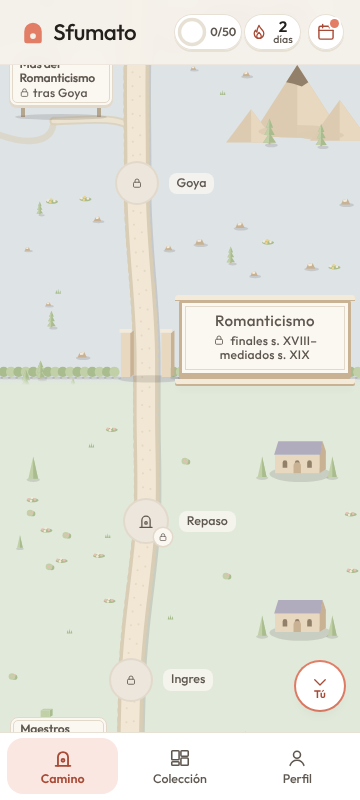 Sfumato
0/50
2
días
Más del
Romanticismo
tras Goya
Goya
Romanticismo
finales s. XVIII–
mediados s. XIX
Repaso
Ingres
Tú
Maestros
Camino
Colección
Perfil